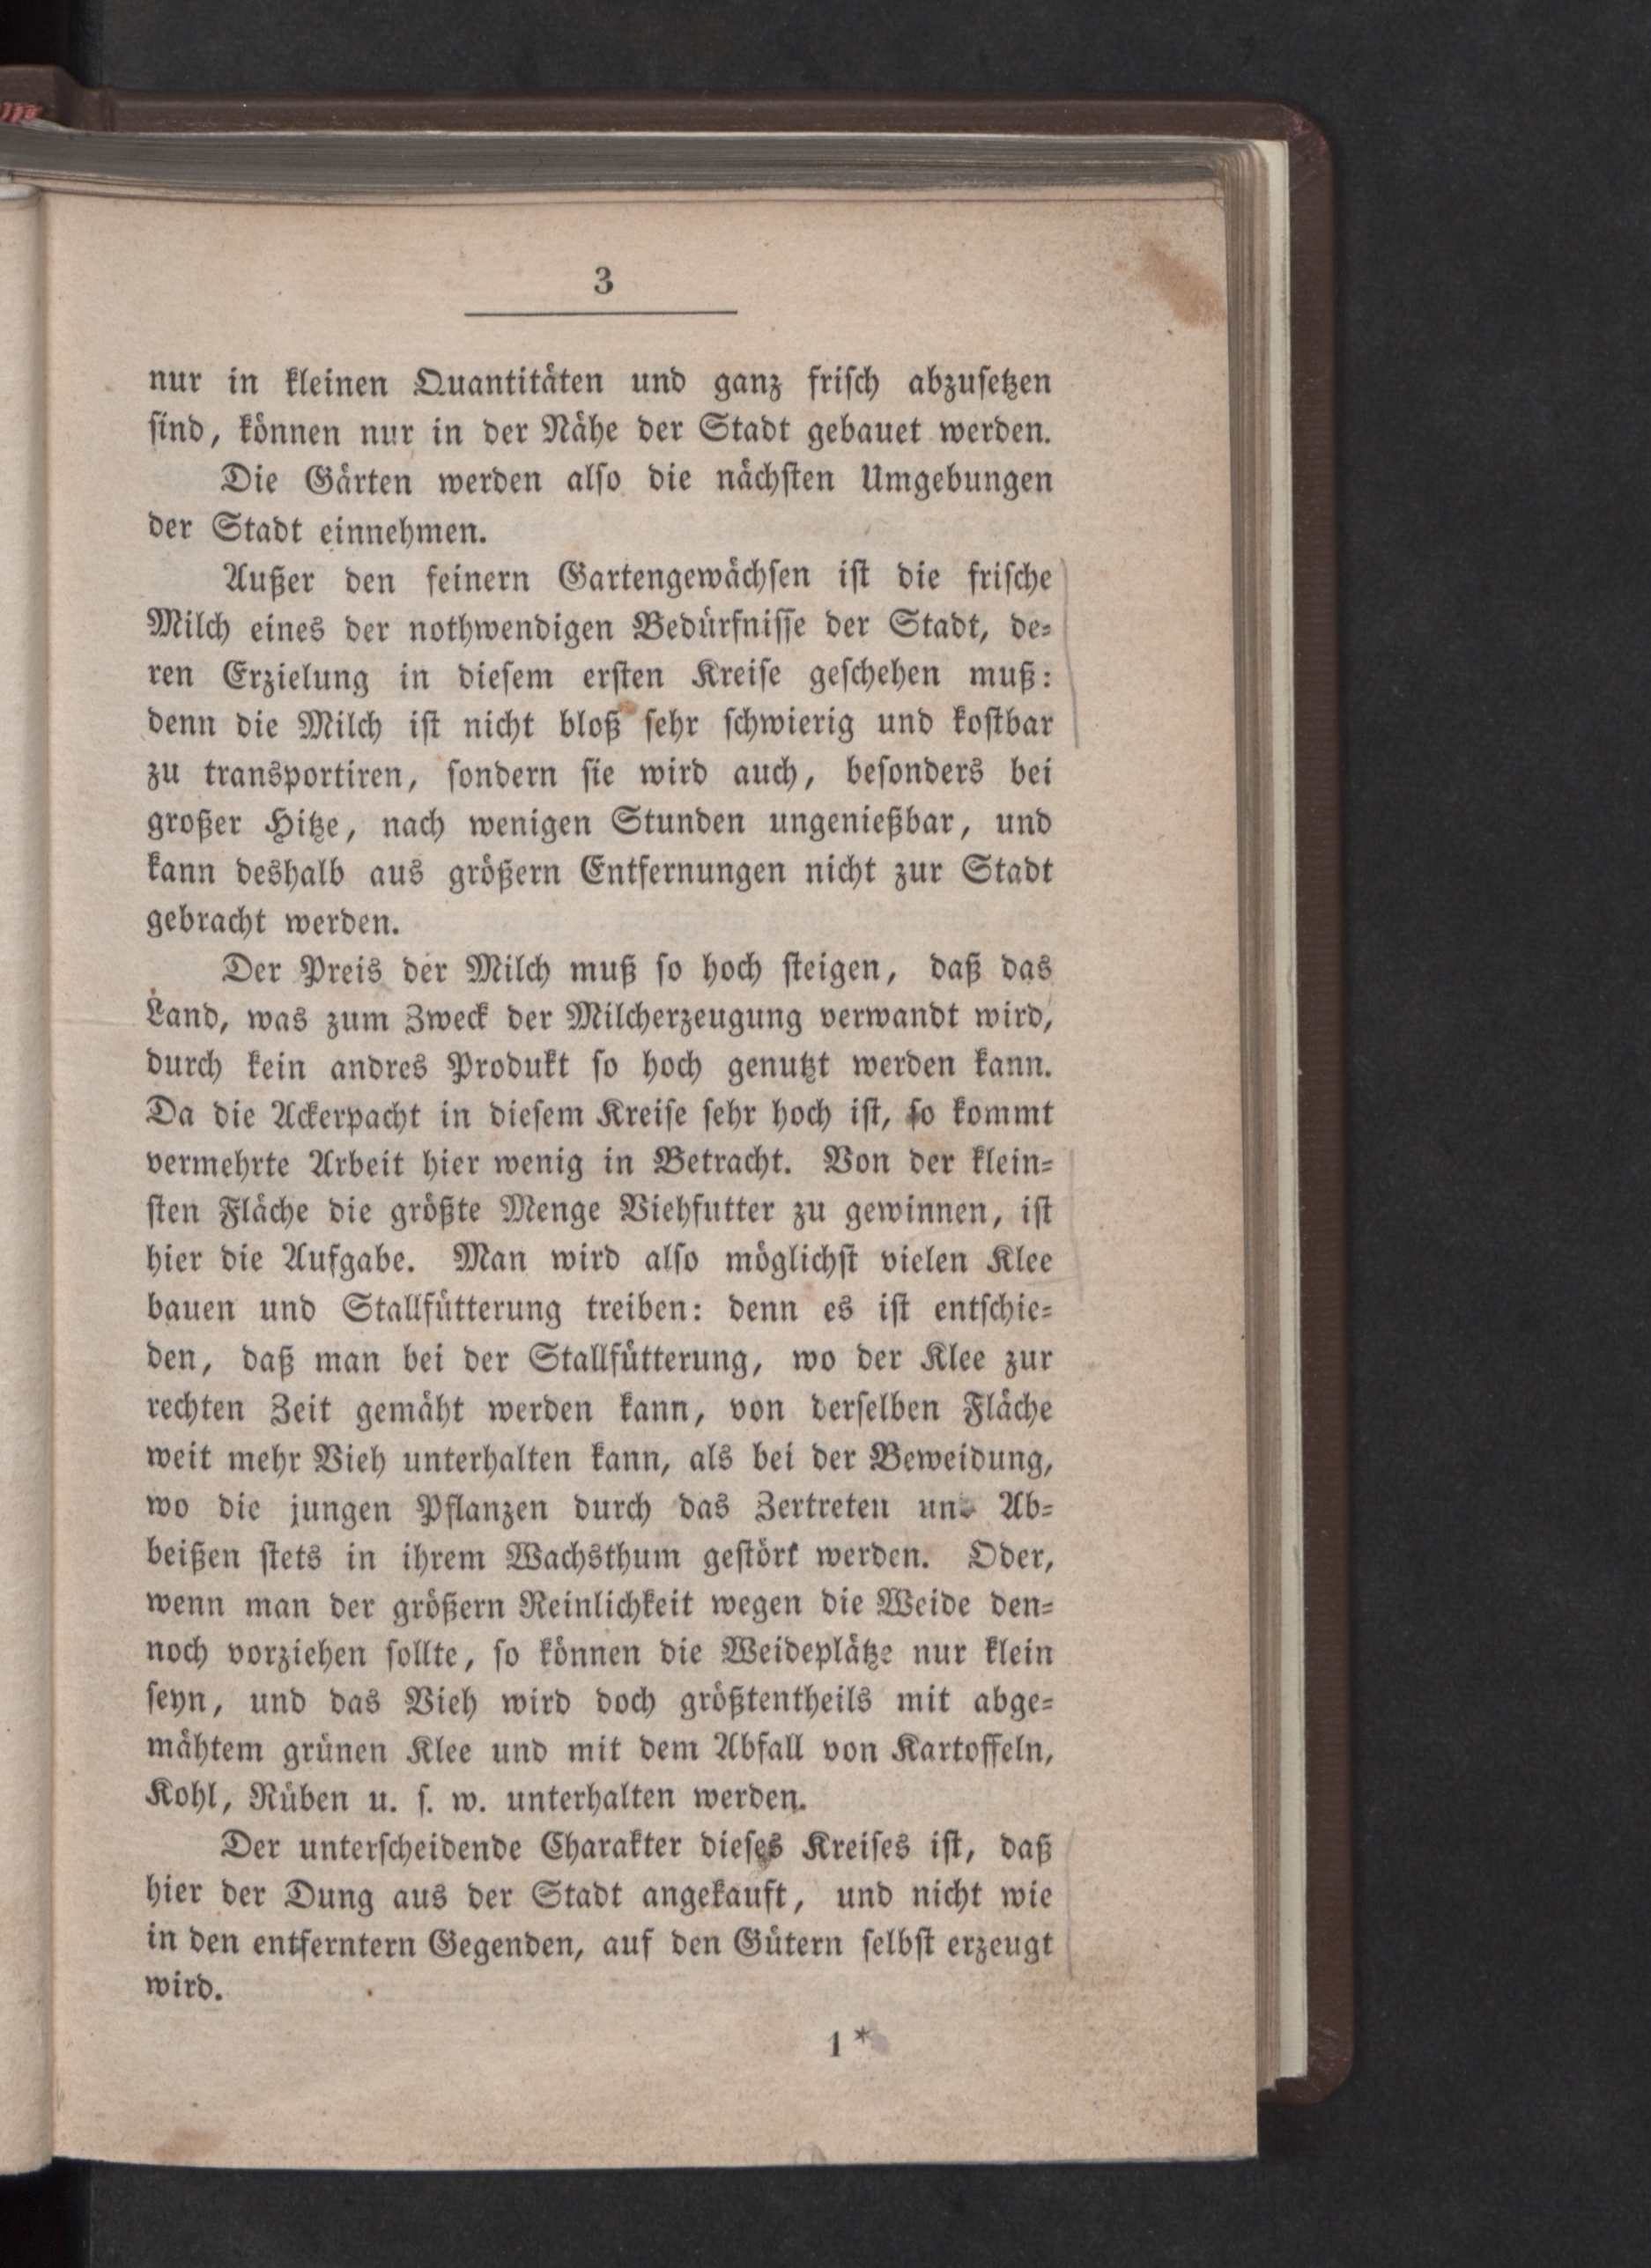 3
nur in kleinen Quantitäten und ganz frisch abzusetzen
sind, können nur in der Nähe der Stadt gebauet werden.
Die Gärten werden also die nächsten Umgebungen
der Stadt einnehmen.
Außer den feinern Gartengewächsen ist die frische
Milch eines der nothwendigen Bedürfnisse der Stadt, de-
ren Erzielung in diesem ersten Kreise geschehen muß:
denn die Milch ist nicht bloß sehr schwierig und kostbar
zu transportiren, sondern sie wird auch, besonders bei
großer Hitze, nach wenigen Stunden ungenießbar, und
kann deshalb aus größern Entfernungen nicht zur Stadt
gebracht werden.
Der Preis der Milch muß so hoch steigen, daß das
Land, was zum Zweck der Milcherzeugung verwandt wird,
durch kein andres Produkt so hoch genutzt werden kann.
Da die Ackerpacht in diesem Kreise sehr hoch ist, so kommt
vermehrte Arbeit hier wenig in Betracht. Von der klein-
sten Fläche die größte Menge Viehfutter zu gewinnen, ist
hier die Aufgabe. Man wird also möglichst vielen Klee
bauen und Stallfütterung treiben: denn es ist entschie-
den, daß man bei der Stallfütterung, wo der Klee zur
rechten Zeit gemäht werden kann, von derselben Fläche
weit mehr Vieh unterhalten kann, als bei der Beweidung,
wo die jungen Pflanzen durch das Zertreten und Ab-
beißen stets in ihrem Wachsthum gestört werden. Oder,
wenn man der größern Reinlichkeit wegen die Weide den-
noch vorziehen sollte, so können die Weideplätze nur klein
seyn, und das Vieh wird doch größtentheils mit abge-
mähtem grünen Klee und mit dem Abfall von Kartoffeln,
Kohl, Rüben u. s. w. unterhalten werden.
Der unterscheidende Charakter dieses Kreises ist, daß
hier der Dung aus der Stadt angekauft, und nicht wie
in den entferntern Gegenden, auf den Gütern selbst erzeugt
wird.
1*